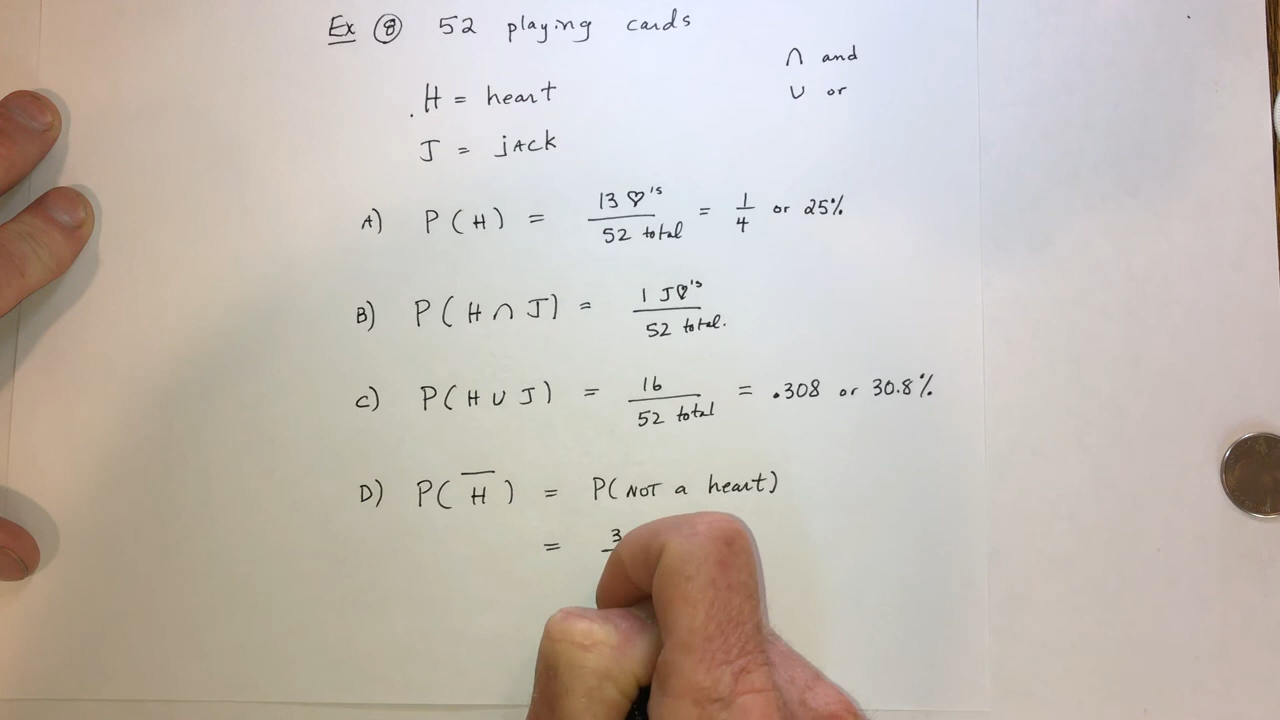 Ex ⑧ 52 playing cards
∩ and
∪ or
H = heart
J = jACK
A) P(H) = 13 ♡'s / 52 total = 1/4 or 25%
B) P(H ∩ J) = 1 J♡'s / 52 total.
C) P(H ∪ J) = 16 / 52 total = .308 or 30.8%
D) P(H̅) = P(NOT a heart)
= 3